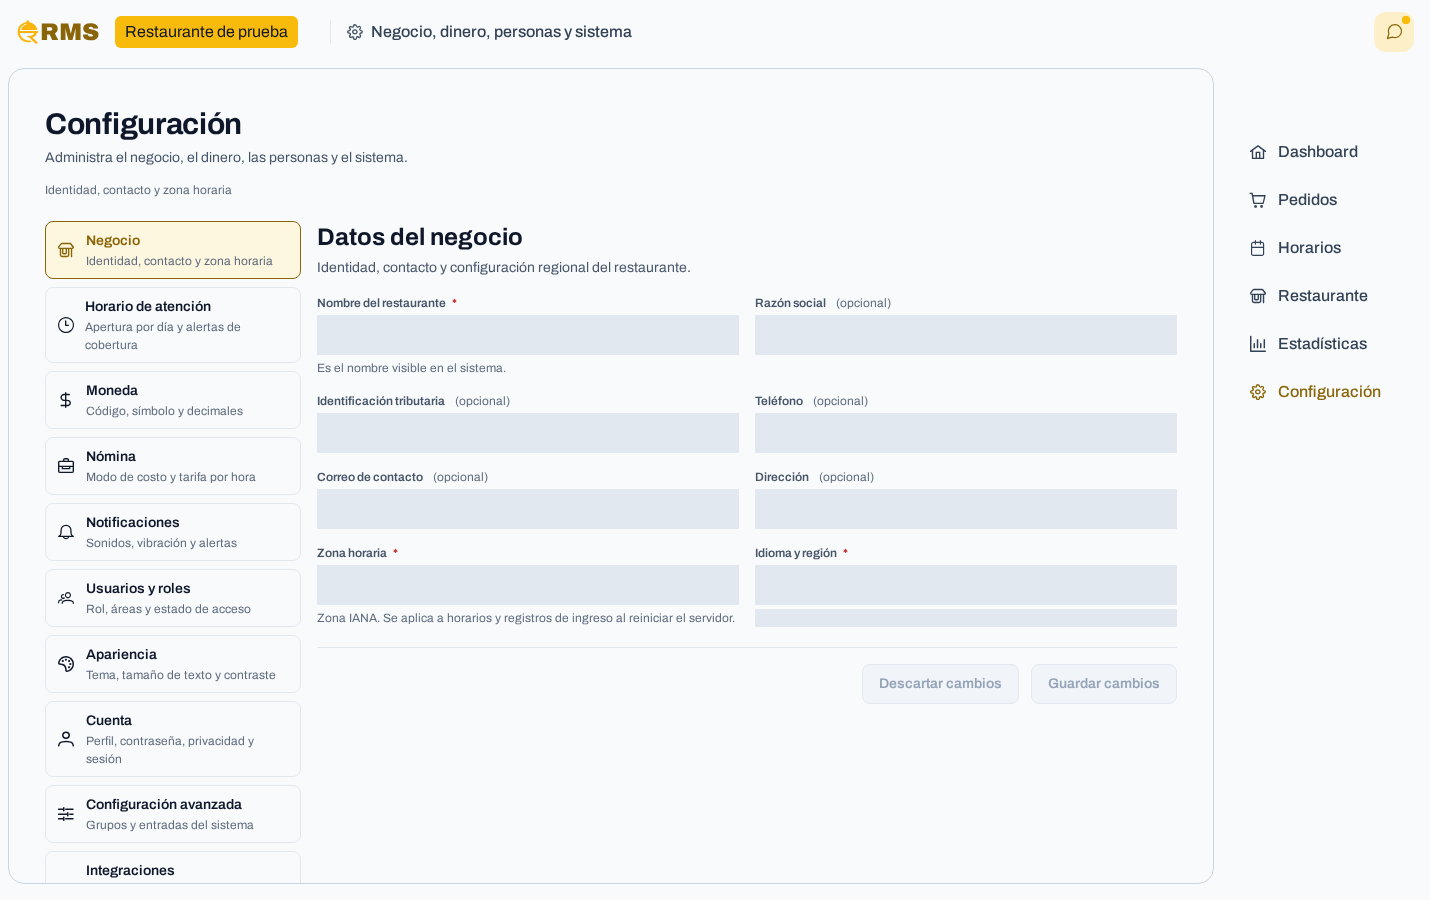 RMS
Restaurante de prueba
Negocio, dinero, personas y sistema
Configuración
Administra el negocio, el dinero, las personas y el sistema.
Identidad, contacto y zona horaria
Negocio
Identidad, contacto y zona horaria
Horario de atención
Apertura por día y alertas de
cobertura
Moneda
Código, símbolo y decimales
Nómina
Modo de costo y tarifa por hora
Notificaciones
Sonidos, vibración y alertas
Usuarios y roles
Rol, áreas y estado de acceso
Apariencia
Tema, tamaño de texto y contraste
Cuenta
Perfil, contraseña, privacidad y
sesión
Configuración avanzada
Grupos y entradas del sistema
Integraciones
Datos del negocio
Identidad, contacto y configuración regional del restaurante.
Nombre del restaurante *
Razón social (opcional)
Es el nombre visible en el sistema.
Identificación tributaria (opcional)
Teléfono (opcional)
Correo de contacto (opcional)
Dirección (opcional)
Zona horaria *
Idioma y región *
Zona IANA. Se aplica a horarios y registros de ingreso al reiniciar el servidor.
Descartar cambios
Guardar cambios
Dashboard
Pedidos
Horarios
Restaurante
Estadísticas
Configuración